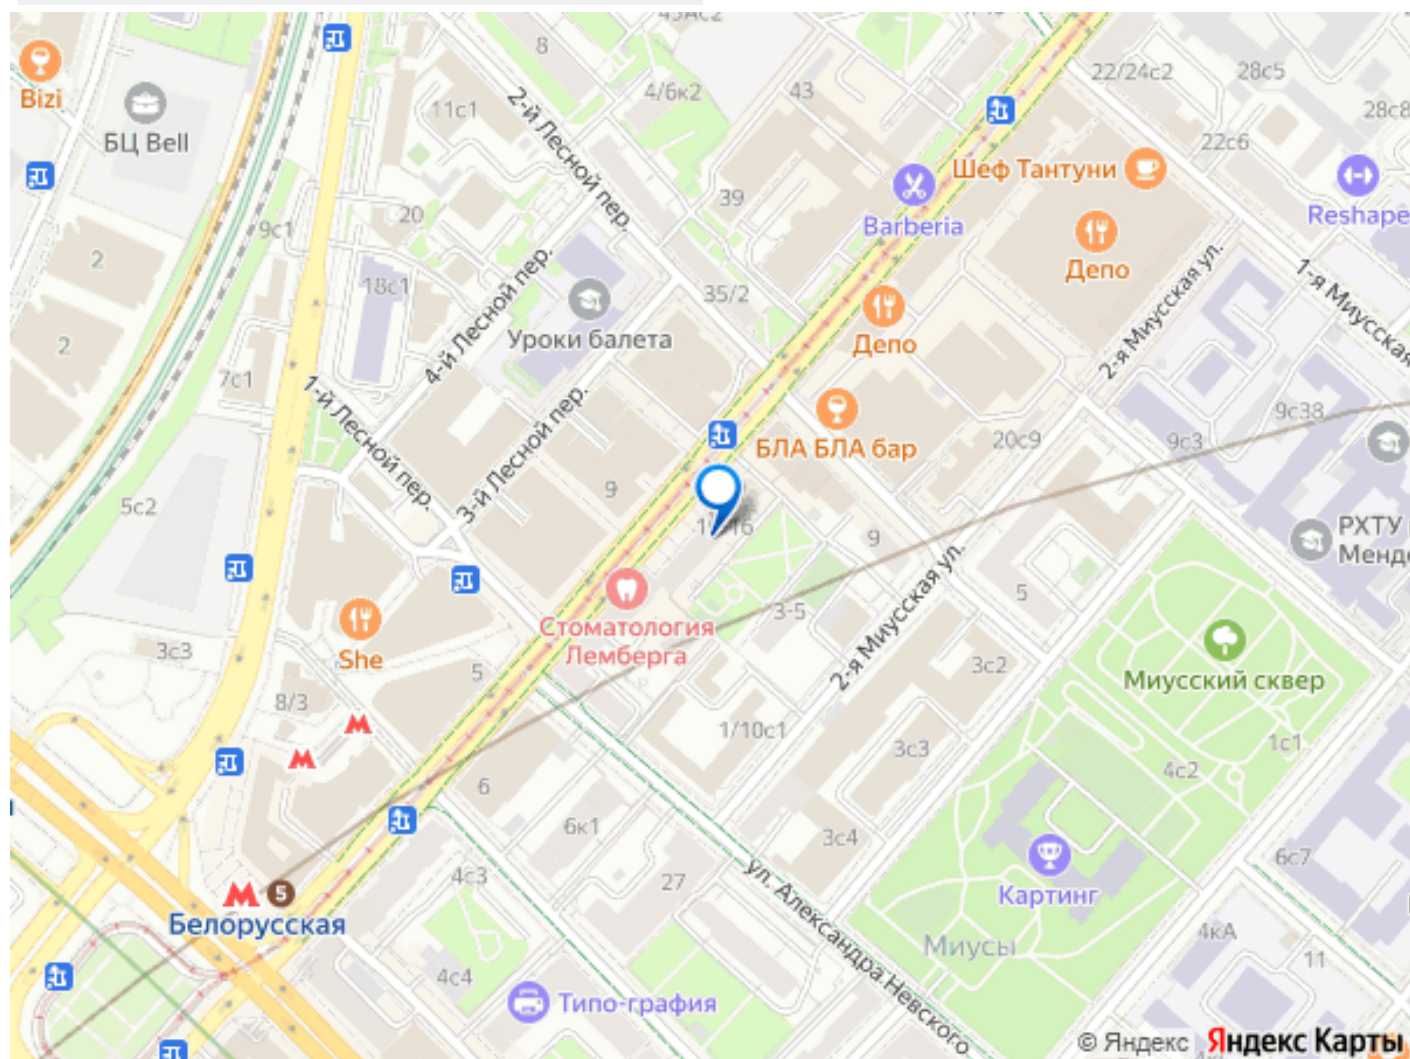 45Ас2
8
4/6к2
43
22/24с2
28с5
28с8
Bizi
БЦ Bell
11с1
2-й Лесной пер.
22с6
Шеф Тантуни
Reshape
39
Barberia
20
9с1
2
Депо
18с1
4-й Лесной пер.
35/2
2-я Миусская ул.
1-я Миусская
Уроки балета
Депо
2
7с1
1-й Лесной пер.
3-й Лесной пер.
БЛА БЛА бар
20с9
9с38
9с3
9
5с2
9
РХТУ
Менд
Стоматология
Лемберга
3-5
2-я Миусская ул.
5
3с3
She
5
3с2
Миусский сквер
8/3
1/10с1
3с3
1с1
4с2
6
6к1
3с4
6с7
4с3
27
Картинг
5
Белорусская
ул. Александра Невского
Миусы
4кА
11
4с4
Типо-графия
© Яндекс Яндекс Карты